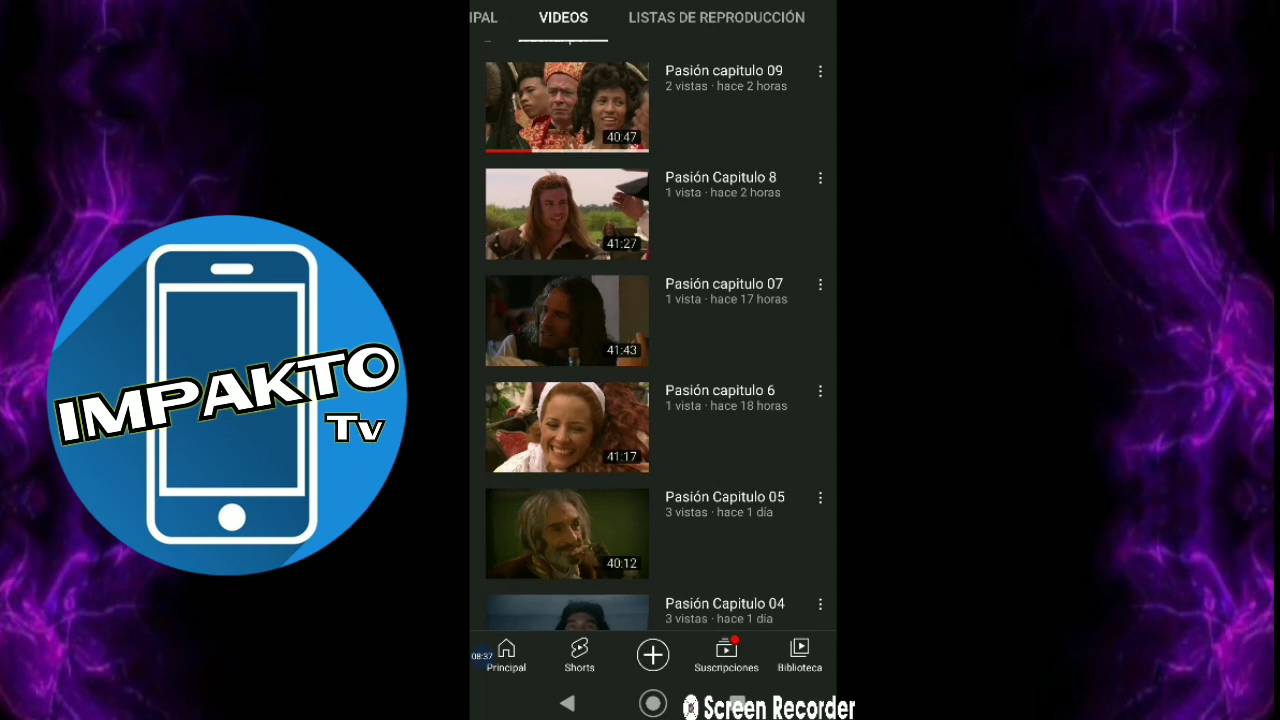 IPAL VIDEOS LISTAS DE REPRODUCCIÓN
Pasión capitulo 09
2 vistas · hace 2 horas
40:47
Pasión Capitulo 8
1 vista · hace 2 horas
41:27
Pasión capitulo 07
1 vista · hace 17 horas
41:43
Pasión capitulo 6
1 vista · hace 18 horas
41:17
Pasión Capitulo 05
3 vistas · hace 1 día
40:12
Pasión Capitulo 04
3 vistas · hace 1 día
08:37
Principal Shorts Suscripciones Biblioteca
Screen Recorder
IMPAKTO
Tv